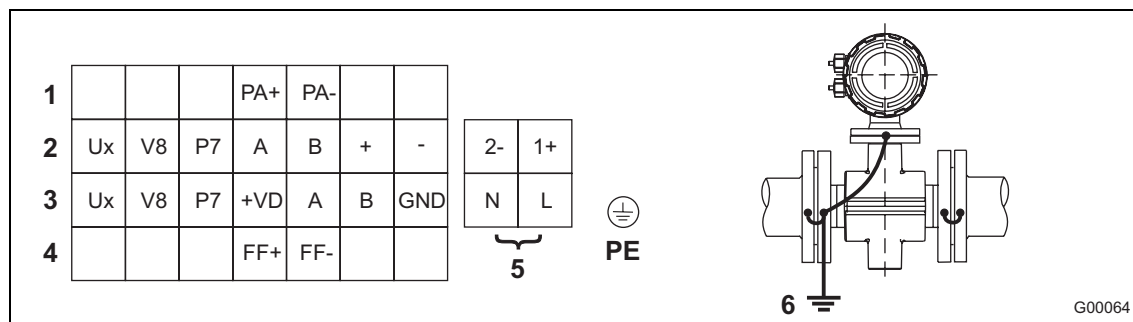 1 PA+ PA-
2 Ux V8 P7 A B + - 2- 1+
3 Ux V8 P7 +VD A B GND N L
4 FF+ FF-
5
PE
6
G00064